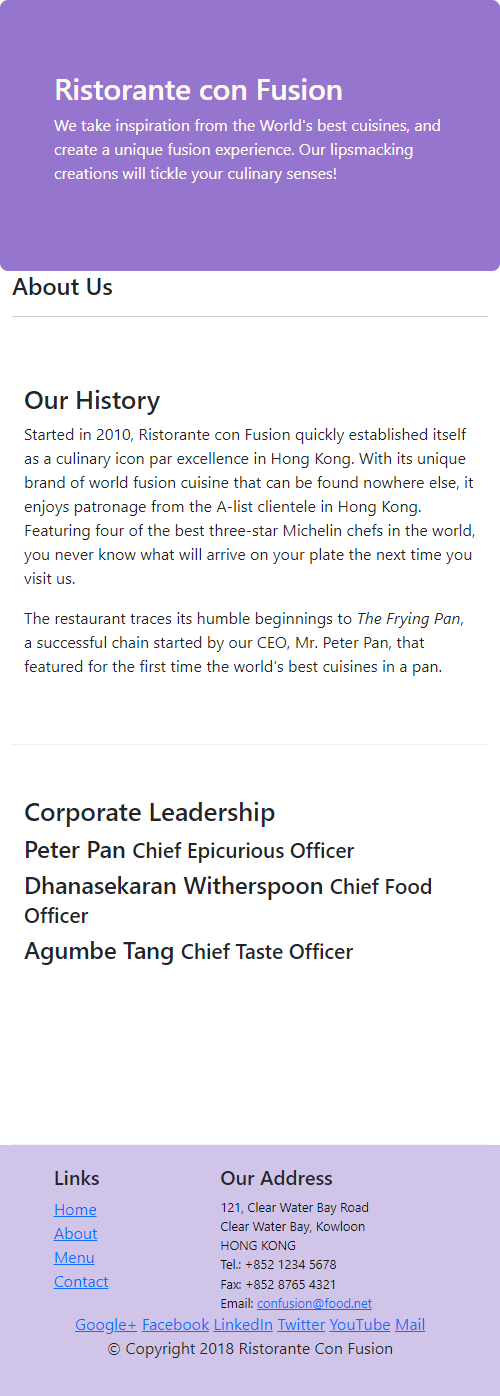 Ristorante con Fusion
We take inspiration from the World's best cuisines, and
create a unique fusion experience. Our lipsmacking
creations will tickle your culinary senses!
About Us
Our History
Started in 2010, Ristorante con Fusion quickly established itself
as a culinary icon par excellence in Hong Kong. With its unique
brand of world fusion cuisine that can be found nowhere else, it
enjoys patronage from the A-list clientele in Hong Kong.
Featuring four of the best three-star Michelin chefs in the world,
you never know what will arrive on your plate the next time you
visit us.
The restaurant traces its humble beginnings to The Frying Pan,
a successful chain started by our CEO, Mr. Peter Pan, that
featured for the first time the world's best cuisines in a pan.
Corporate Leadership
Peter Pan Chief Epicurious Officer
Dhanasekaran Witherspoon Chief Food
Officer
Agumbe Tang Chief Taste Officer
Links
Home
About
Menu
Contact
Our Address
121, Clear Water Bay Road
Clear Water Bay, Kowloon
HONG KONG
Tel.: +852 1234 5678
Fax: +852 8765 4321
Email: confusion@food.net
Google+ Facebook LinkedIn Twitter YouTube Mail
© Copyright 2018 Ristorante Con Fusion